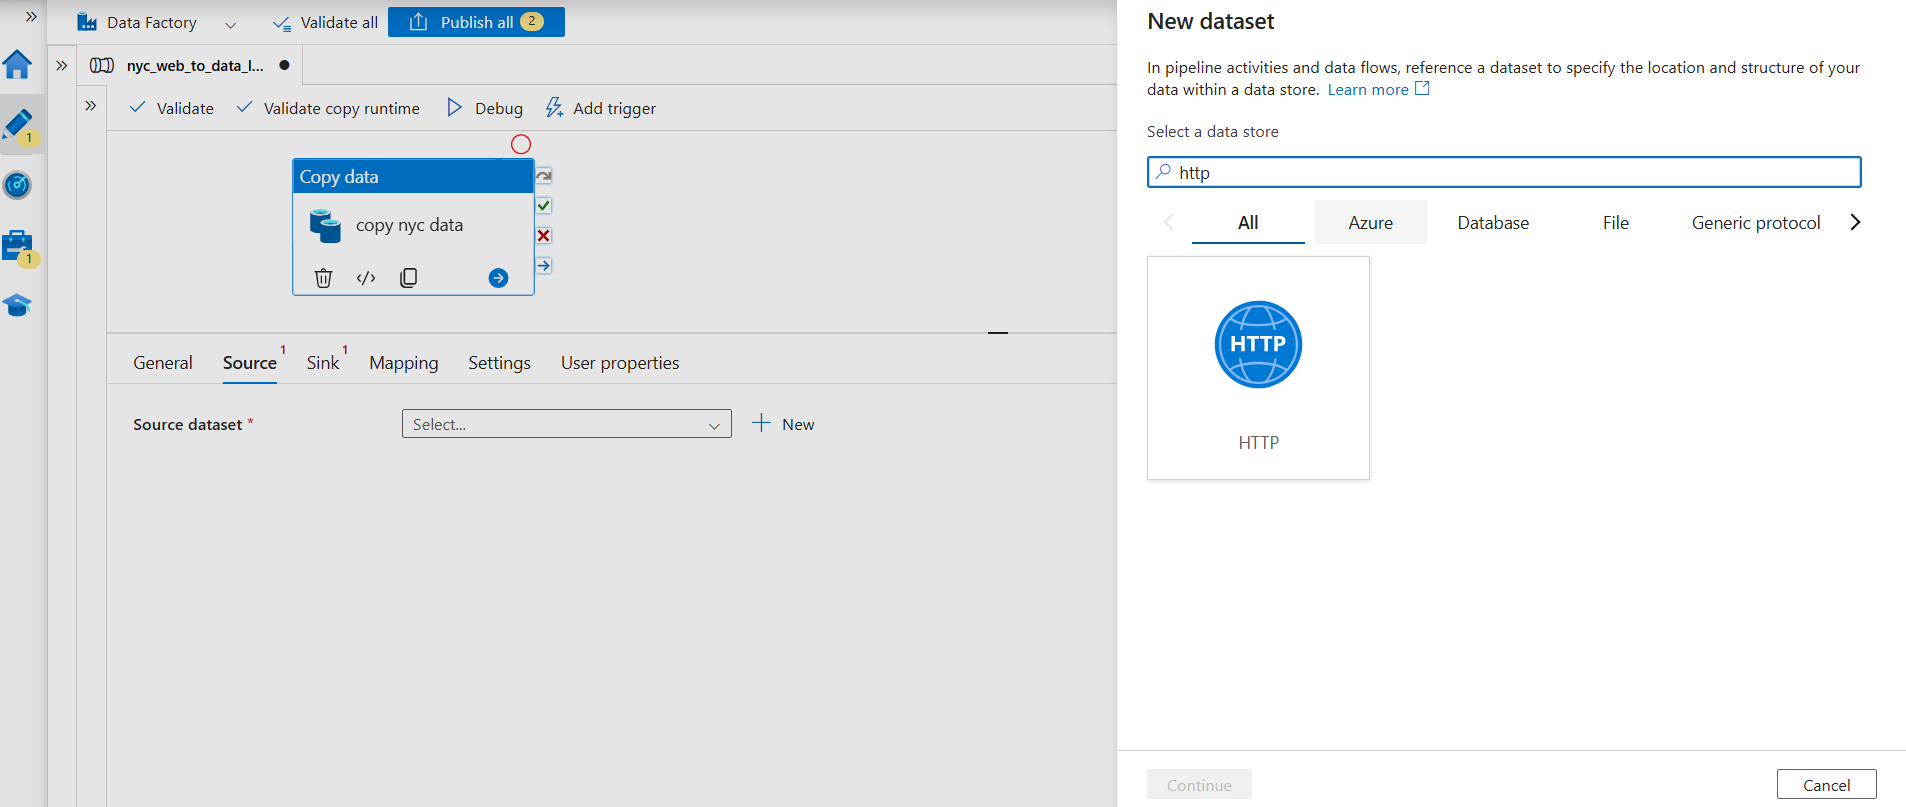 Data Factory
Validate all
Publish all 2
nyc_web_to_data_l...
Validate
Validate copy runtime
Debug
Add trigger
1
1
Copy data
copy nyc data
General
Source 1
Sink 1
Mapping
Settings
User properties
Source dataset *
Select...
New
New dataset
In pipeline activities and data flows, reference a dataset to specify the location and structure of your
data within a data store. Learn more
Select a data store
http
All
Azure
Database
File
Generic protocol
HTTP
HTTP
Continue
Cancel